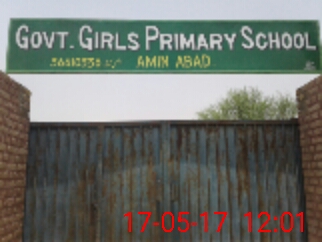 GOVT. GIRLS PRIMARY SCHOOL
AMIN ABAD
17-05-17 12:01